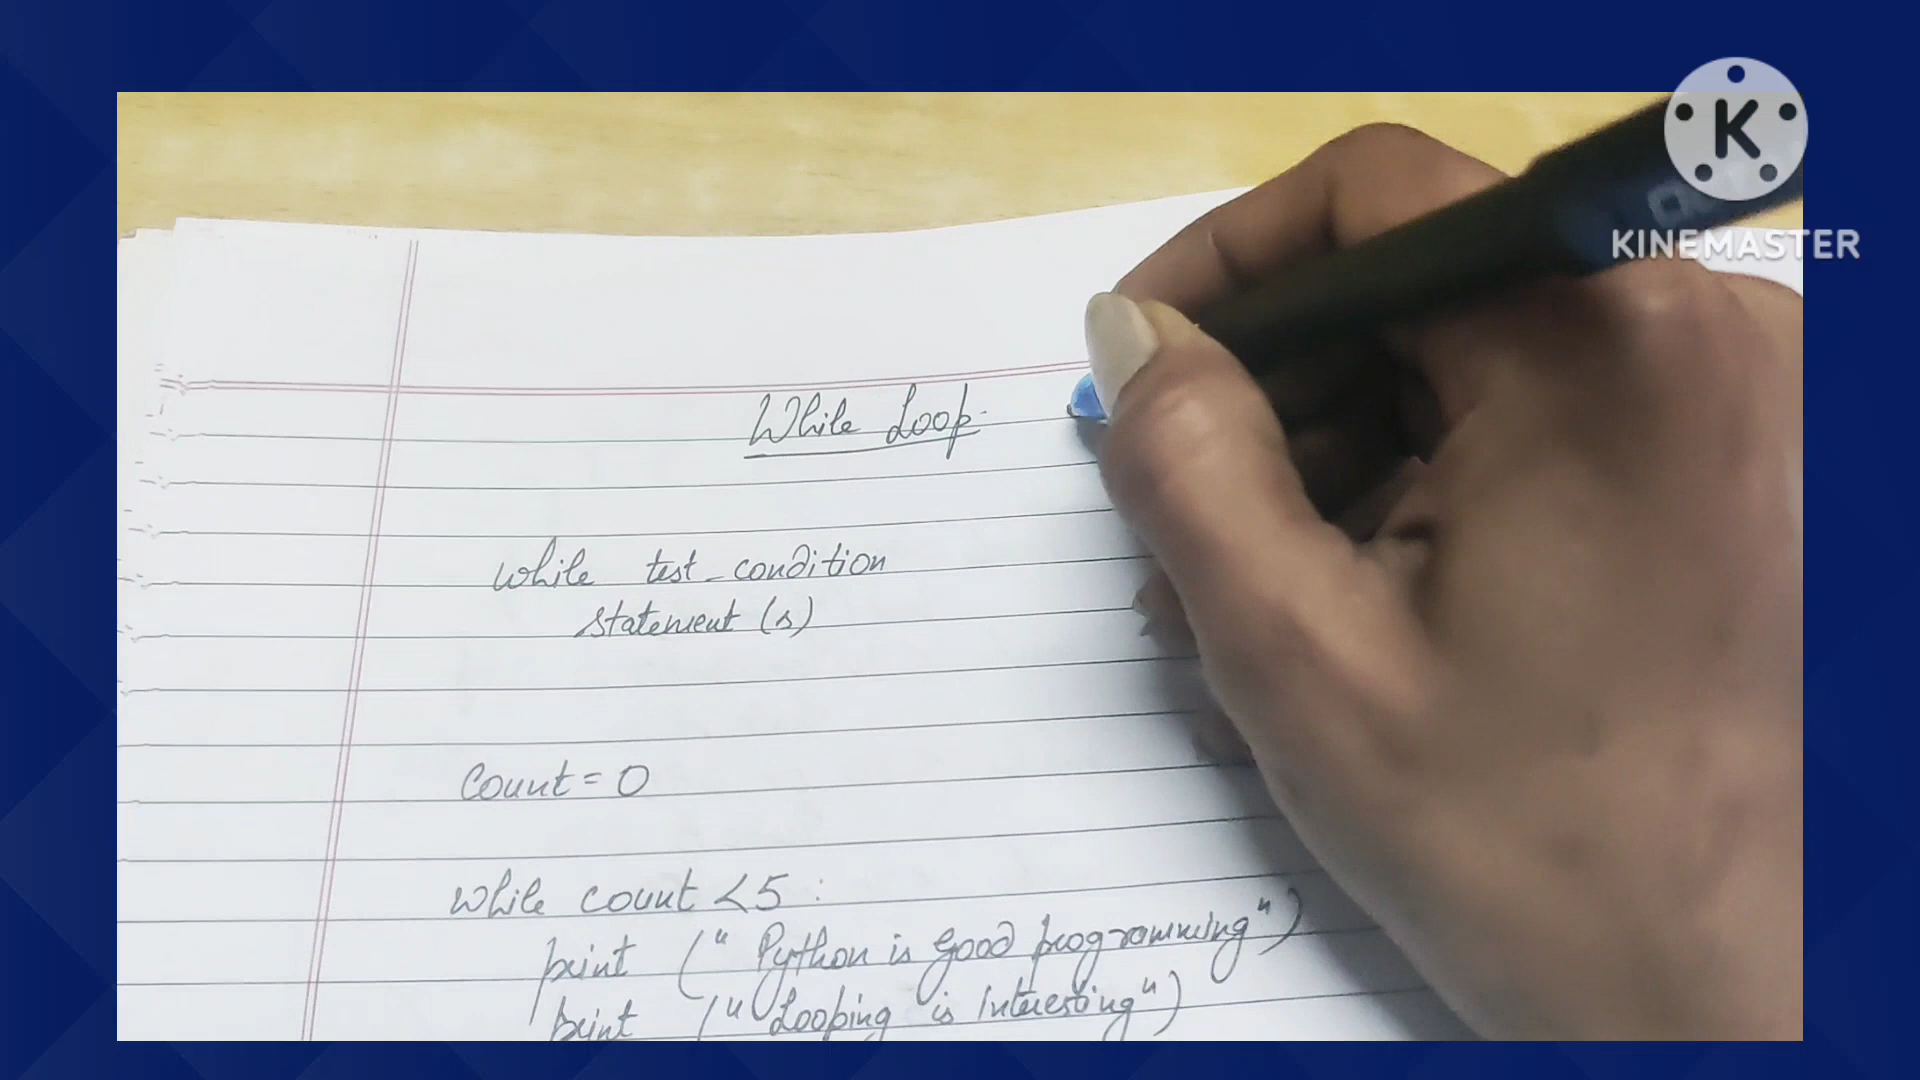 K
KINEMASTER
While Loop
while test_condition
statement (s)
Count = 0
while count < 5 :
print (" Python is good programming")
print (" Looping is Interesting")